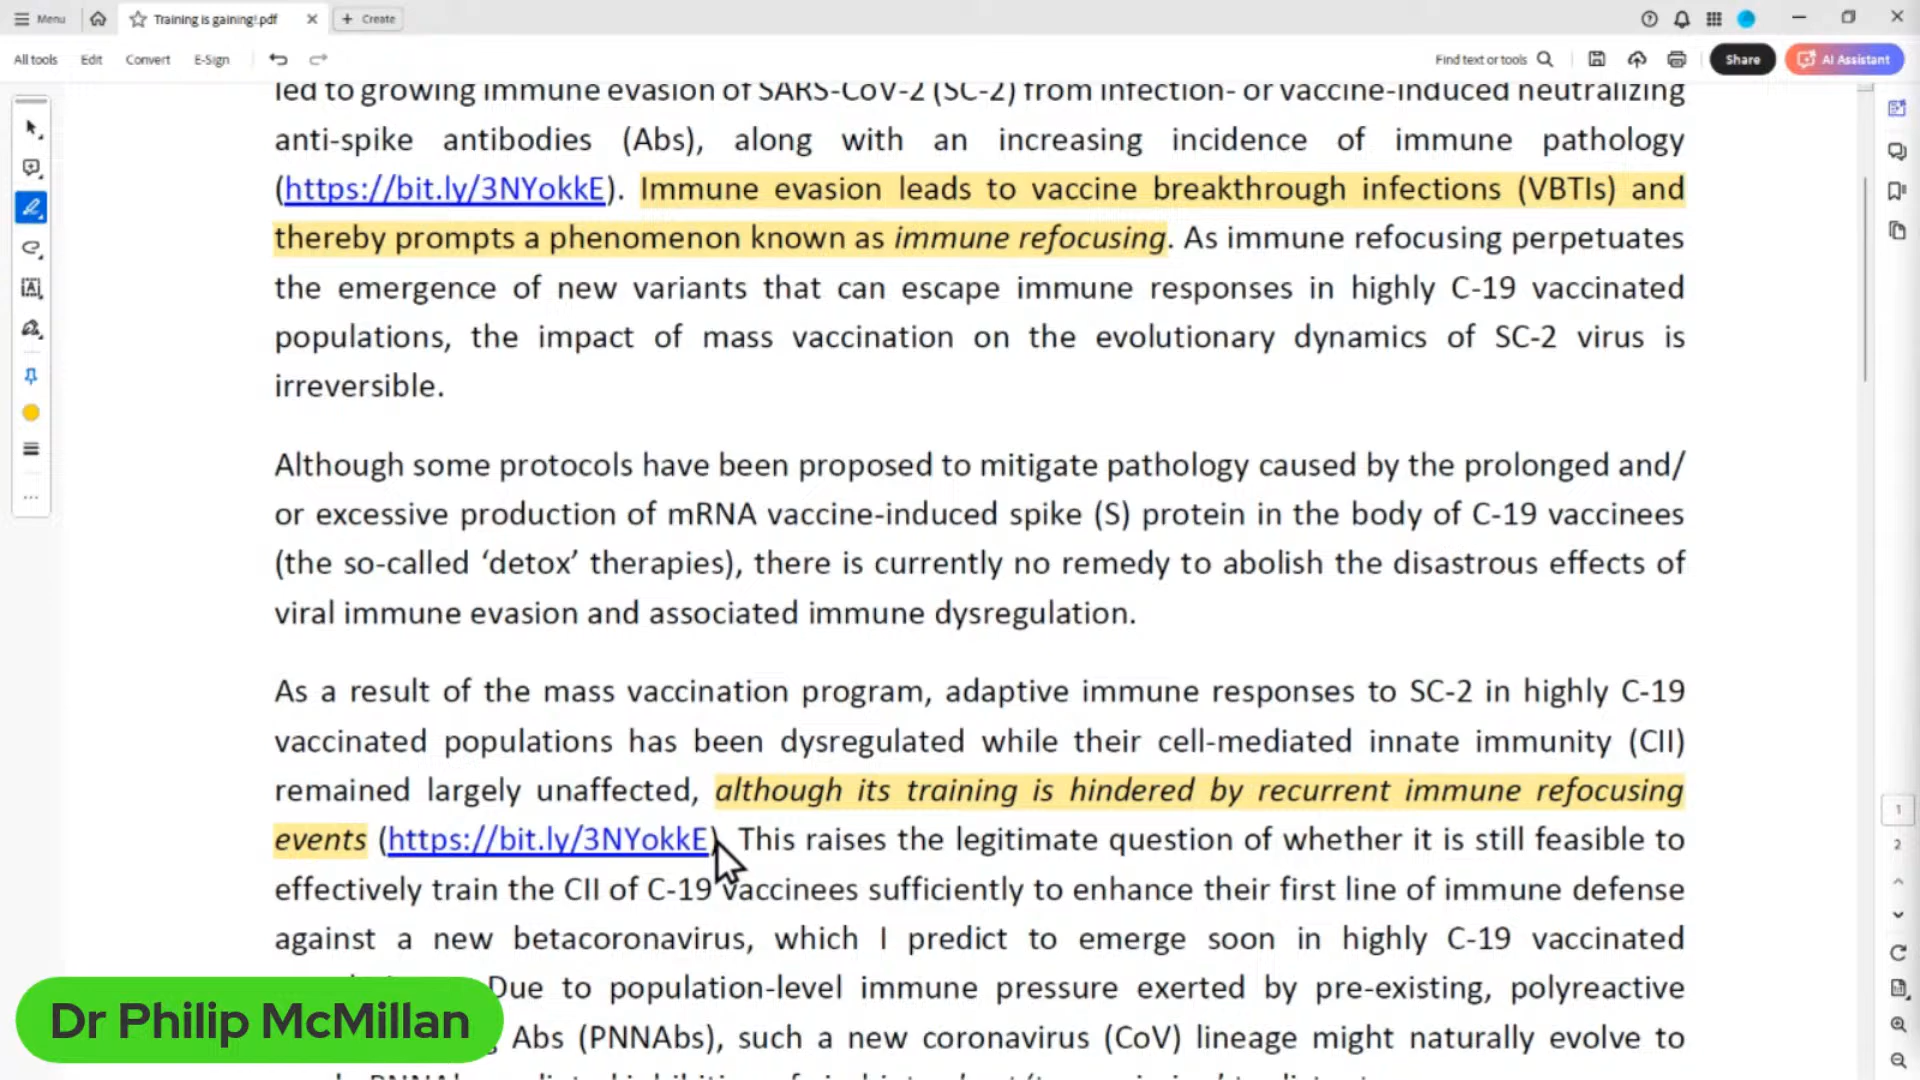 Menu
Training is gaining!.pdf
Create
All tools Edit Convert E-Sign
Find text or tools
Share
AI Assistant
led to growing immune evasion of SARS-CoV-2 (SC-2) from infection- or vaccine-induced neutralizing
anti-spike antibodies (Abs), along with an increasing incidence of immune pathology
(https://bit.ly/3NYokkE). Immune evasion leads to vaccine breakthrough infections (VBTIs) and
thereby prompts a phenomenon known as immune refocusing. As immune refocusing perpetuates
the emergence of new variants that can escape immune responses in highly C-19 vaccinated
populations, the impact of mass vaccination on the evolutionary dynamics of SC-2 virus is
irreversible.
Although some protocols have been proposed to mitigate pathology caused by the prolonged and/
or excessive production of mRNA vaccine-induced spike (S) protein in the body of C-19 vaccinees
(the so-called ‘detox’ therapies), there is currently no remedy to abolish the disastrous effects of
viral immune evasion and associated immune dysregulation.
As a result of the mass vaccination program, adaptive immune responses to SC-2 in highly C-19
vaccinated populations has been dysregulated while their cell-mediated innate immunity (CII)
remained largely unaffected, although its training is hindered by recurrent immune refocusing
events (https://bit.ly/3NYokkE). This raises the legitimate question of whether it is still feasible to
effectively train the CII of C-19 vaccinees sufficiently to enhance their first line of immune defense
against a new betacoronavirus, which I predict to emerge soon in highly C-19 vaccinated
Due to population-level immune pressure exerted by pre-existing, polyreactive
Abs (PNNAbs), such a new coronavirus (CoV) lineage might naturally evolve to
Dr Philip McMillan
1
2